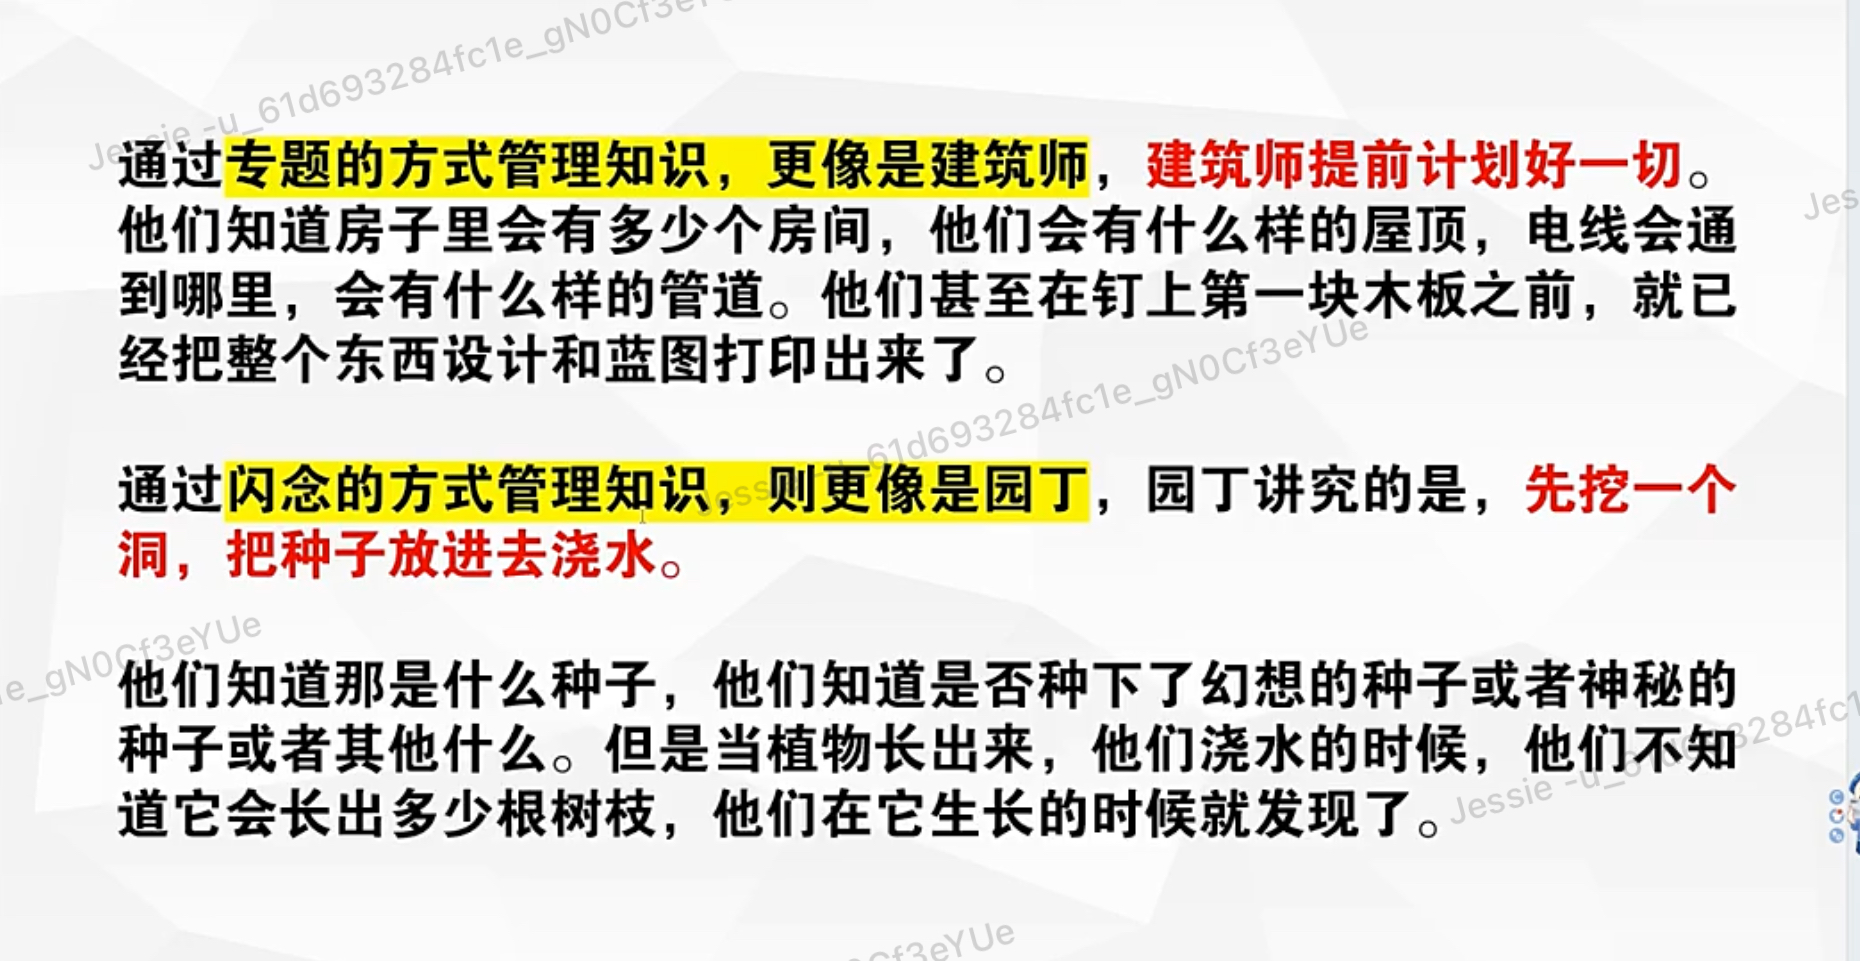 Jessie -u_61d693284fc1e_gN0Cf3eYUe
通过专题的方式管理知识，更像是建筑师，建筑师提前计划好一切。
他们知道房子里会有多少个房间，他们会有什么样的屋顶，电线会通
到哪里，会有什么样的管道。他们甚至在钉上第一块木板之前，就已
经把整个东西设计和蓝图打印出来了。
Jes
Jessie -u_61d693284fc1e_gN0Cf3eYUe
通过闪念的方式管理知识，则更像是园丁，园丁讲究的是，先挖一个
洞，把种子放进去浇水。
e_gN0Cf3eYUe
他们知道那是什么种子，他们知道是否种下了幻想的种子或者神秘的
种子或者其他什么。但是当植物长出来，他们浇水的时候，他们不知
道它会长出多少根树枝，他们在它生长的时候就发现了。
Jessie -u_61d693284fc1
Cf3eYUe